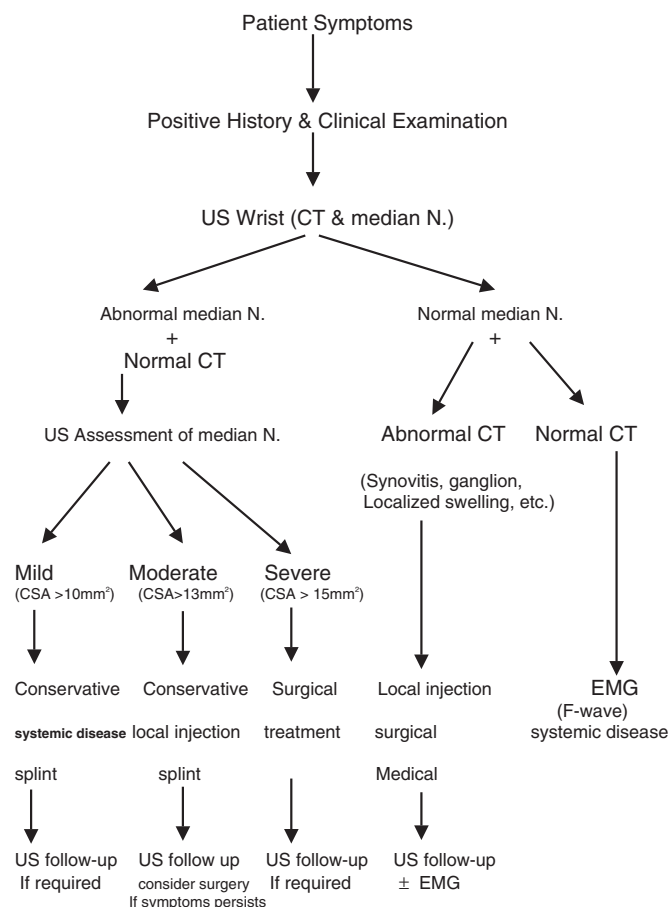 Patient Symptoms
Positive History & Clinical Examination
US Wrist (CT & median N.)
Abnormal median N.
+
Normal CT
Normal median N.
+
US Assessment of median N.
Abnormal CT
Normal CT
(Synovitis, ganglion,
Localized swelling, etc.)
Mild
(CSA >10mm²)
Moderate
(CSA>13mm²)
Severe
(CSA > 15mm²)
Conservative
systemic disease
splint
Conservative
local injection
splint
Surgical
treatment
Local injection
surgical
Medical
EMG
(F-wave)
systemic disease
US follow-up
If required
US follow up
consider surgery
If symptoms persists
US follow-up
If required
US follow-up
± EMG